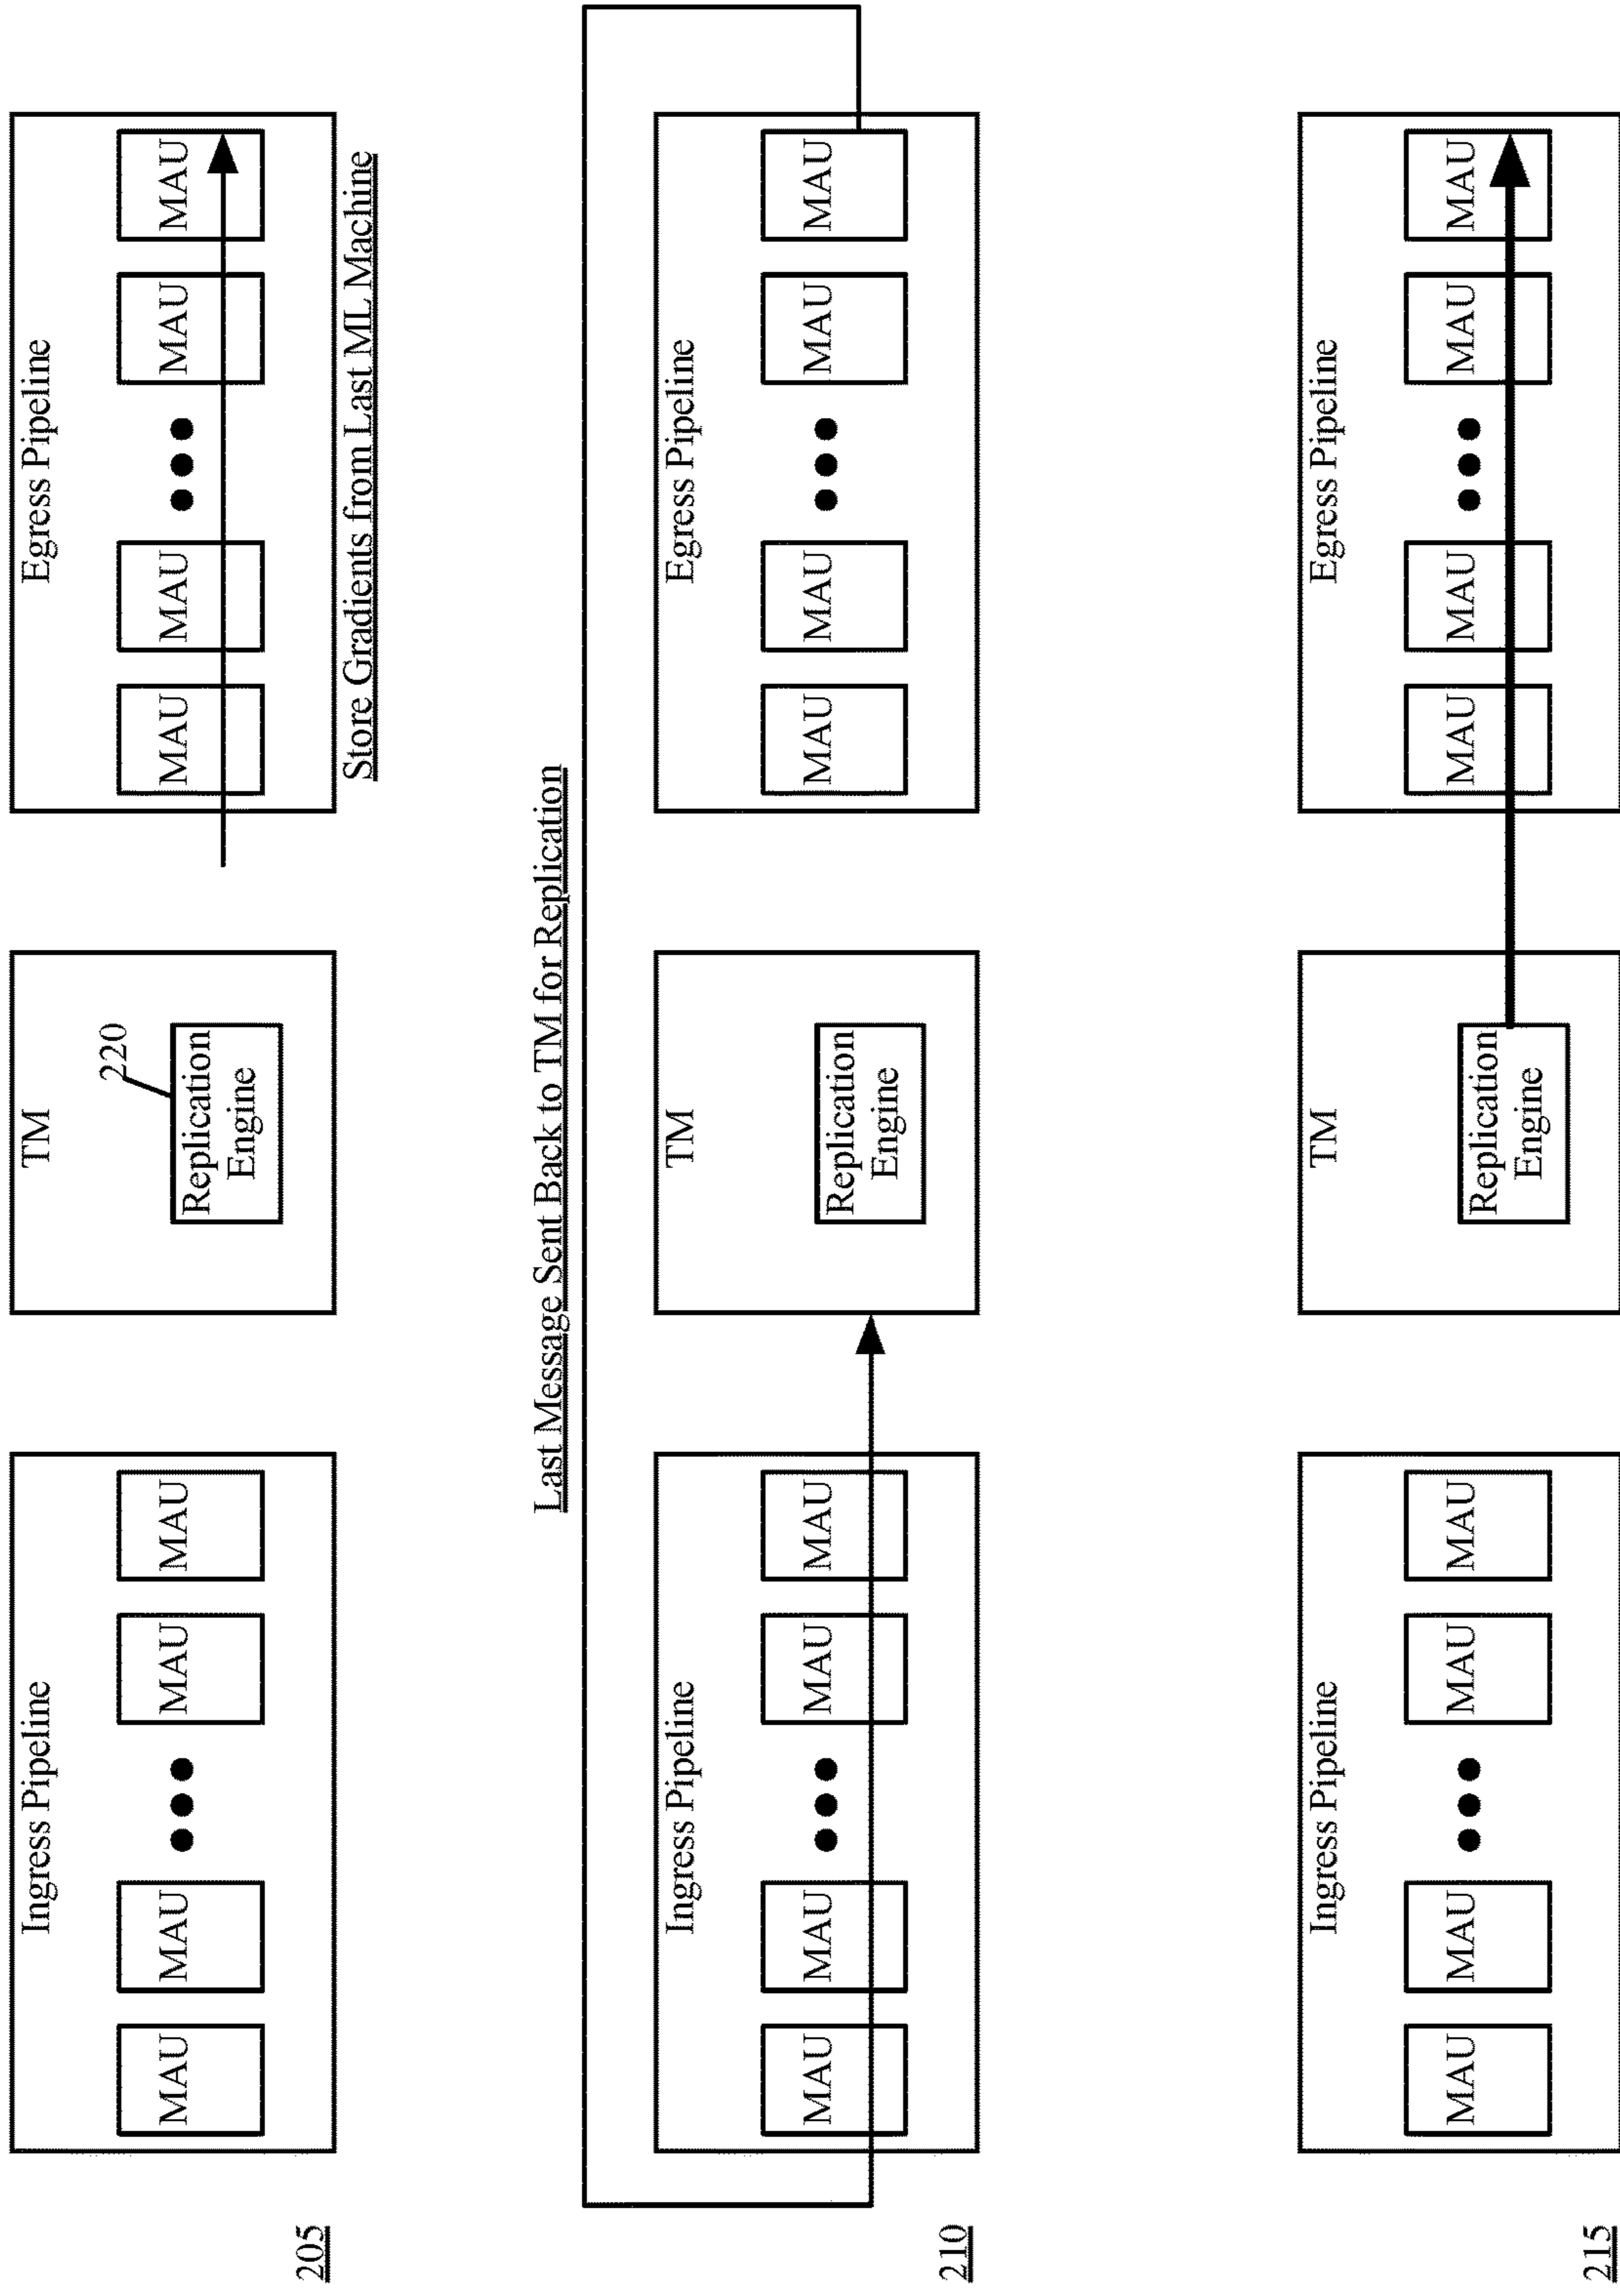 Ingress Pipeline
TM
Egress Pipeline
MAU
MAU
MAU
MAU
220
Replication
Engine
MAU
MAU
MAU
MAU
205
Store Gradients from Last ML Machine
Last Message Sent Back to TM for Replication
Ingress Pipeline
TM
Egress Pipeline
MAU
MAU
MAU
MAU
Replication
Engine
MAU
MAU
MAU
MAU
210
Ingress Pipeline
TM
Egress Pipeline
MAU
MAU
MAU
MAU
Replication
Engine
MAU
MAU
MAU
MAU
215